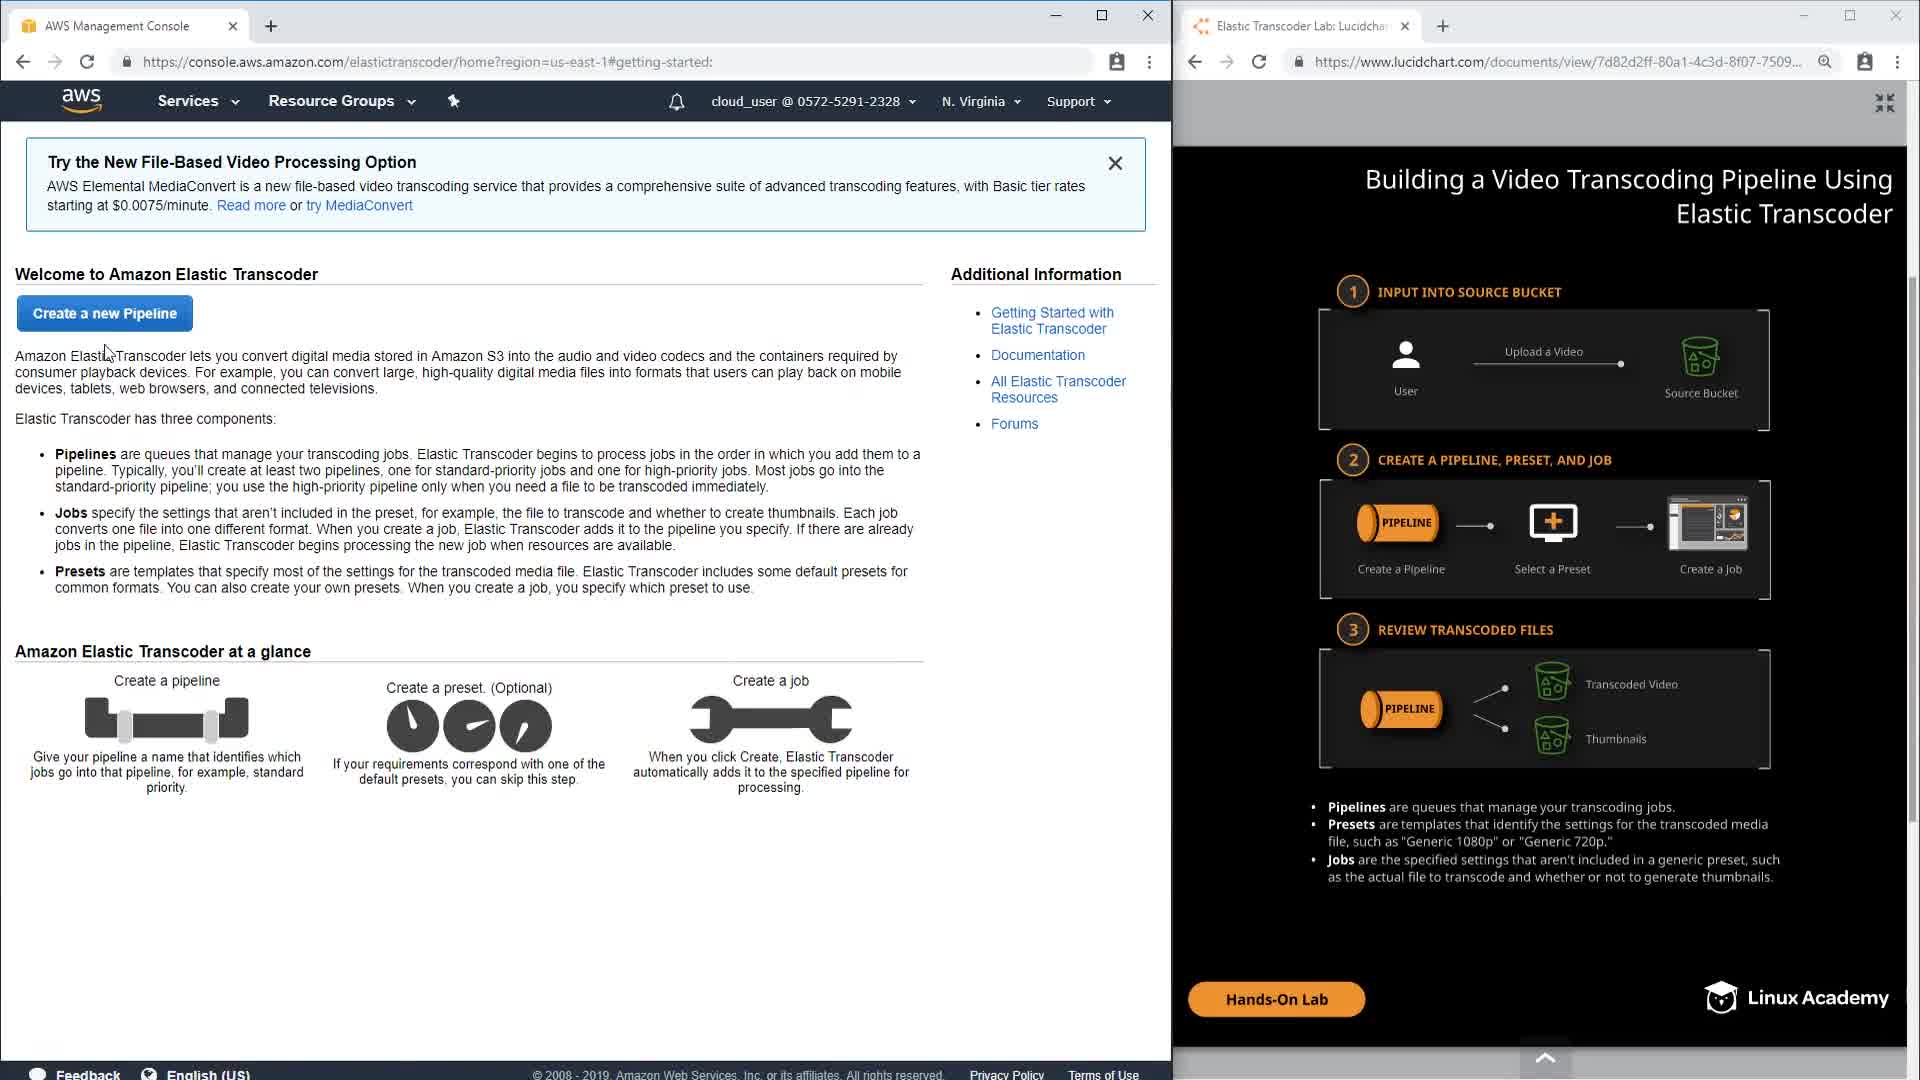 AWS Management Console
https://console.aws.amazon.com/elastictranscoder/home?region=us-east-1#getting-started:
aws
Services
Resource Groups
cloud_user @ 0572-5291-2328
N. Virginia
Support
Try the New File-Based Video Processing Option
AWS Elemental MediaConvert is a new file-based video transcoding service that provides a comprehensive suite of advanced transcoding features, with Basic tier rates
starting at $0.0075/minute. Read more or try MediaConvert
Welcome to Amazon Elastic Transcoder
Create a new Pipeline
Amazon Elastic Transcoder lets you convert digital media stored in Amazon S3 into the audio and video codecs and the containers required by
consumer playback devices. For example, you can convert large, high-quality digital media files into formats that users can play back on mobile
devices, tablets, web browsers, and connected televisions.
Elastic Transcoder has three components:
• Pipelines are queues that manage your transcoding jobs. Elastic Transcoder begins to process jobs in the order in which you add them to a
pipeline. Typically, you'll create at least two pipelines, one for standard-priority jobs and one for high-priority jobs. Most jobs go into the
standard-priority pipeline; you use the high-priority pipeline only when you need a file to be transcoded immediately.
• Jobs specify the settings that aren't included in the preset, for example, the file to transcode and whether to create thumbnails. Each job
converts one file into one different format. When you create a job, Elastic Transcoder adds it to the pipeline you specify. If there are already
jobs in the pipeline, Elastic Transcoder begins processing the new job when resources are available.
• Presets are templates that specify most of the settings for the transcoded media file. Elastic Transcoder includes some default presets for
common formats. You can also create your own presets. When you create a job, you specify which preset to use.
Additional Information
• Getting Started with
Elastic Transcoder
• Documentation
• All Elastic Transcoder
Resources
• Forums
Amazon Elastic Transcoder at a glance
Create a pipeline
Give your pipeline a name that identifies which
jobs go into that pipeline, for example, standard
priority.
Create a preset. (Optional)
If your requirements correspond with one of the
default presets, you can skip this step.
Create a job
When you click Create, Elastic Transcoder
automatically adds it to the specified pipeline for
processing.
Feedback
English (US)
© 2008 - 2019, Amazon Web Services, Inc. or its affiliates. All rights reserved.
Privacy Policy
Terms of Use
Elastic Transcoder Lab: Lucidcha
https://www.lucidchart.com/documents/view/7d82d2ff-80a1-4c3d-8f07-7509...
Building a Video Transcoding Pipeline Using
Elastic Transcoder
1 INPUT INTO SOURCE BUCKET
User
Upload a Video
Source Bucket
2 CREATE A PIPELINE, PRESET, AND JOB
PIPELINE
Create a Pipeline
Select a Preset
Create a Job
3 REVIEW TRANSCODED FILES
PIPELINE
Transcoded Video
Thumbnails
• Pipelines are queues that manage your transcoding jobs.
• Presets are templates that identify the settings for the transcoded media
file, such as "Generic 1080p" or "Generic 720p."
• Jobs are the specified settings that aren't included in a generic preset, such
as the actual file to transcode and whether or not to generate thumbnails.
Hands-On Lab
Linux Academy